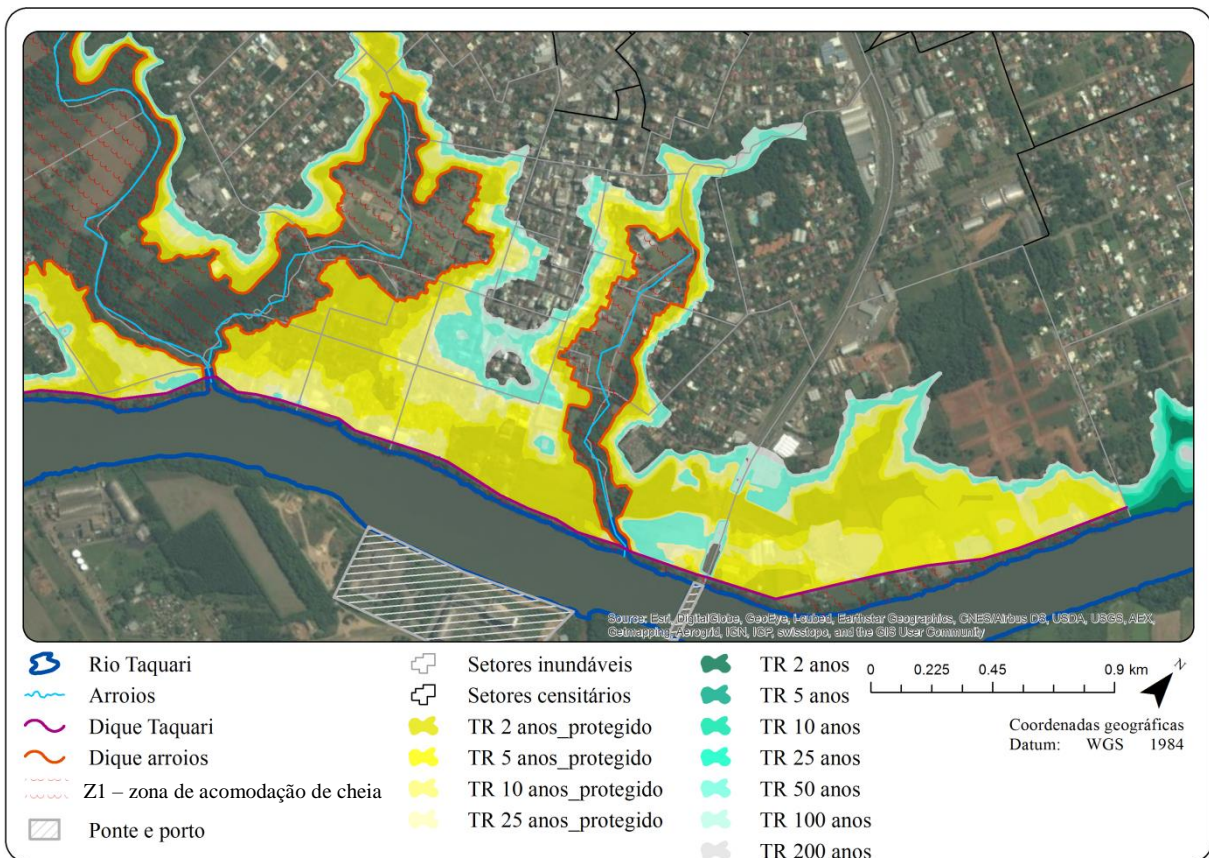 Source: Esri, DigitalGlobe, GeoEye, i-cubed, Earthstar Geographics, CNES/Airbus DS, USDA, USGS, AEX,
Getmapping, Aerogrid, IGN, IGP, swisstopo, and the GIS User Community
Rio Taquari
Arroios
Dique Taquari
Dique arroios
Z1 – zona de acomodação de cheia
Ponte e porto
Setores inundáveis
Setores censitários
TR 2 anos_protegido
TR 5 anos_protegido
TR 10 anos_protegido
TR 25 anos_protegido
TR 2 anos
TR 5 anos
TR 10 anos
TR 25 anos
TR 50 anos
TR 100 anos
TR 200 anos
0 0.225 0.45 0.9 km
N
Coordenadas geográficas
Datum: WGS 1984